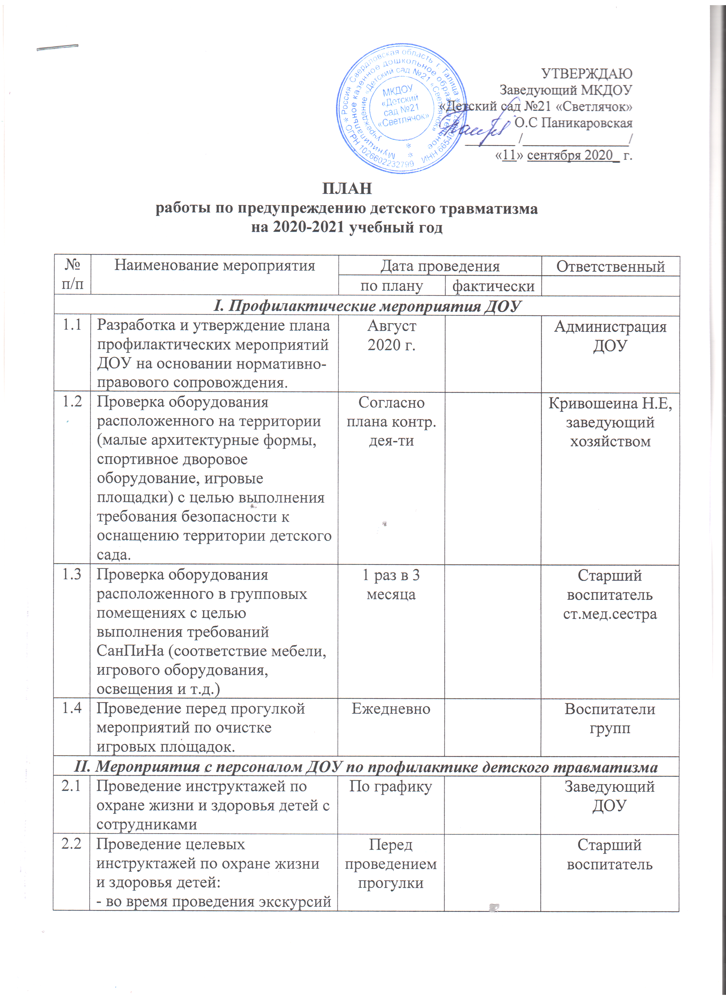 УТВЕРЖДАЮ
Заведующий МКДОУ
«Детский сад №21 «Светлячок»
О.С Паникаровская
_______ /_______________/
«11» сентября 2020_ г.
* Россия Свердловская область г. Талица *
* ОГРН 1026602232799
ИНН
Муниципальное казенное дошкольное образовательное
учреждение «Детский сад №21 «Светлячок»
МКДОУ
«Детский
сад №21
«Светлячок»
ПЛАН
работы по предупреждению детского травматизма
на 2020-2021 учебный год
№ Наименование мероприятия Дата проведения Ответственный
п/п по плану фактически
I. Профилактические мероприятия ДОУ
1.1 Разработка и утверждение плана Август Администрация
профилактических мероприятий 2020 г. ДОУ
ДОУ на основании нормативно-
правового сопровождения.
1.2 Проверка оборудования Согласно Кривошеина Н.Е,
расположенного на территории плана контр. заведующий
(малые архитектурные формы, дея-ти хозяйством
спортивное дворовое
оборудование, игровые
площадки) с целью выполнения
требования безопасности к
оснащению территории детского
сада.
1.3 Проверка оборудования 1 раз в 3 Старший
расположенного в групповых месяца воспитатель
помещениях с целью ст.мед.сестра
выполнения требований
СанПиНа (соответствие мебели,
игрового оборудования,
освещения и т.д.)
1.4 Проведение перед прогулкой Ежедневно Воспитатели
мероприятий по очистке групп
игровых площадок.
II. Мероприятия с персоналом ДОУ по профилактике детского травматизма
2.1 Проведение инструктажей по По графику Заведующий
охране жизни и здоровья детей с ДОУ
сотрудниками
2.2 Проведение целевых Перед Старший
инструктажей по охране жизни проведением воспитатель
и здоровья детей: прогулки
- во время проведения экскурсий